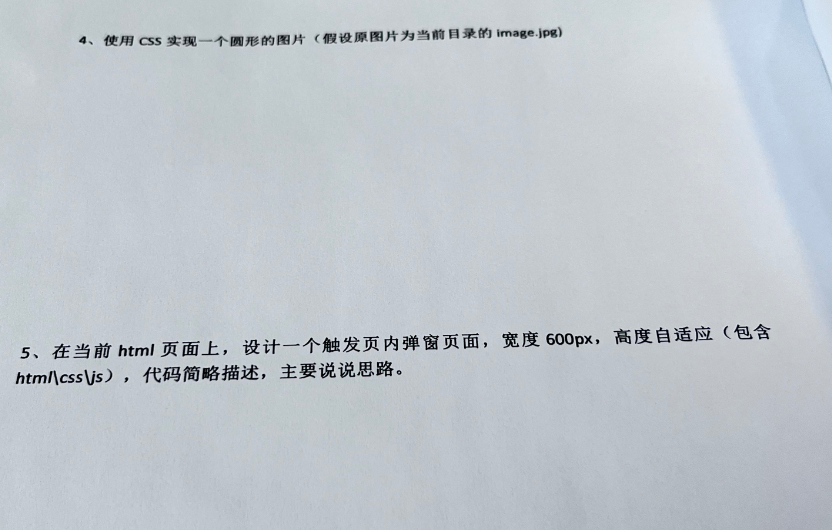 4、使用 CSS 实现一个圆形的图片（假设原图片为当前目录的 image.jpg)
5、在当前 html 页面上，设计一个触发页内弹窗页面，宽度 600px，高度自适应（包含
html\css\js），代码简略描述，主要说说思路。